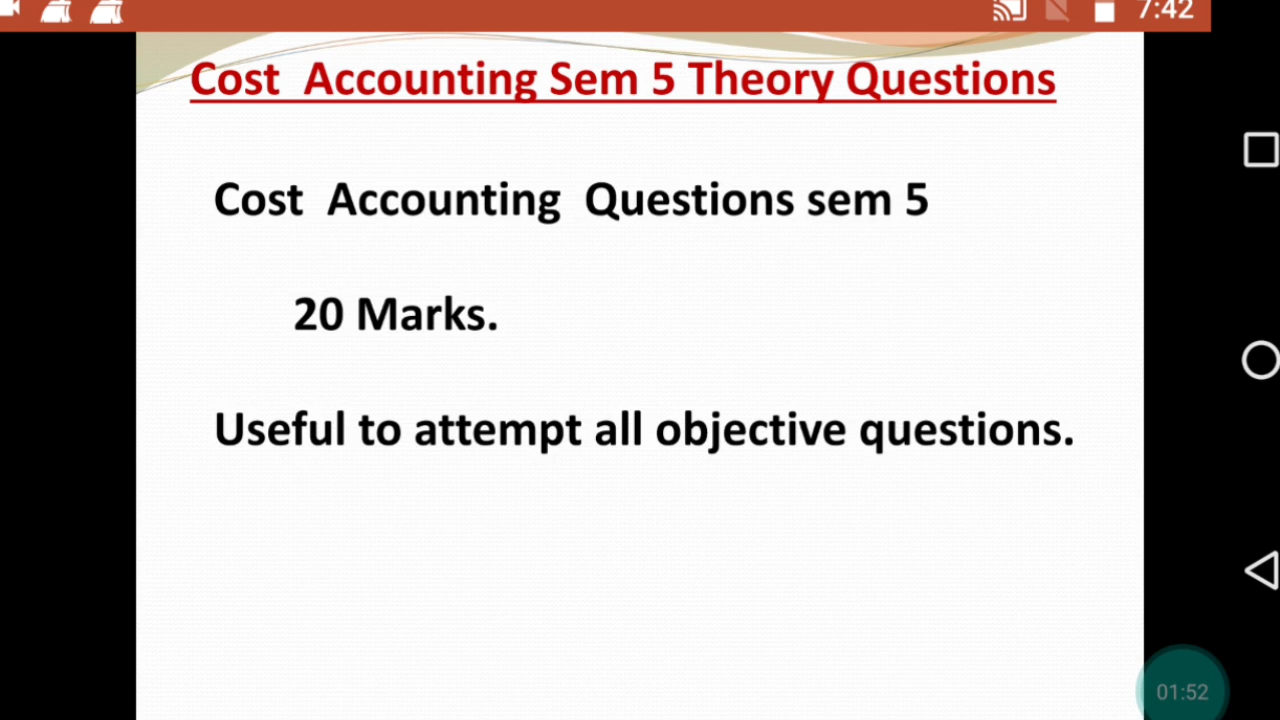 7:42
Cost Accounting Sem 5 Theory Questions
Cost Accounting Questions sem 5
20 Marks.
Useful to attempt all objective questions.
01:52